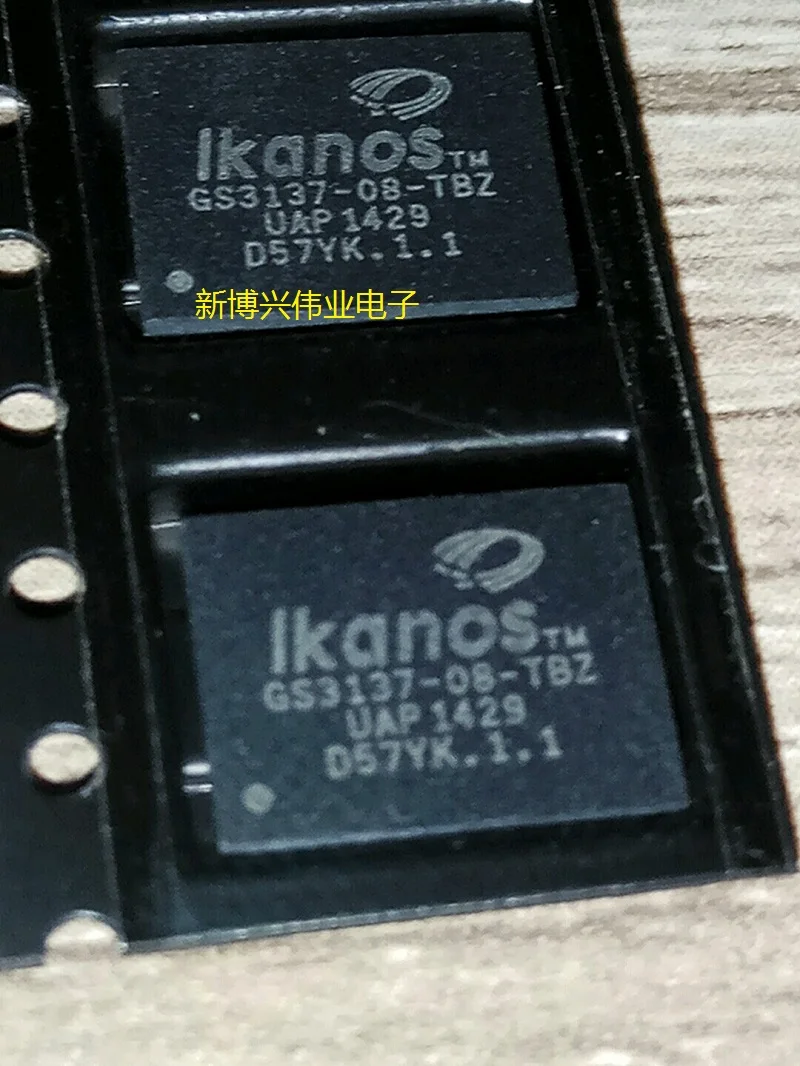 Ikanos™
GS3137-08-TBZ
UAP1429
D57YK.1.1
新博兴伟业电子
Ikanos™
GS3137-08-TBZ
UAP1429
D57YK.1.1